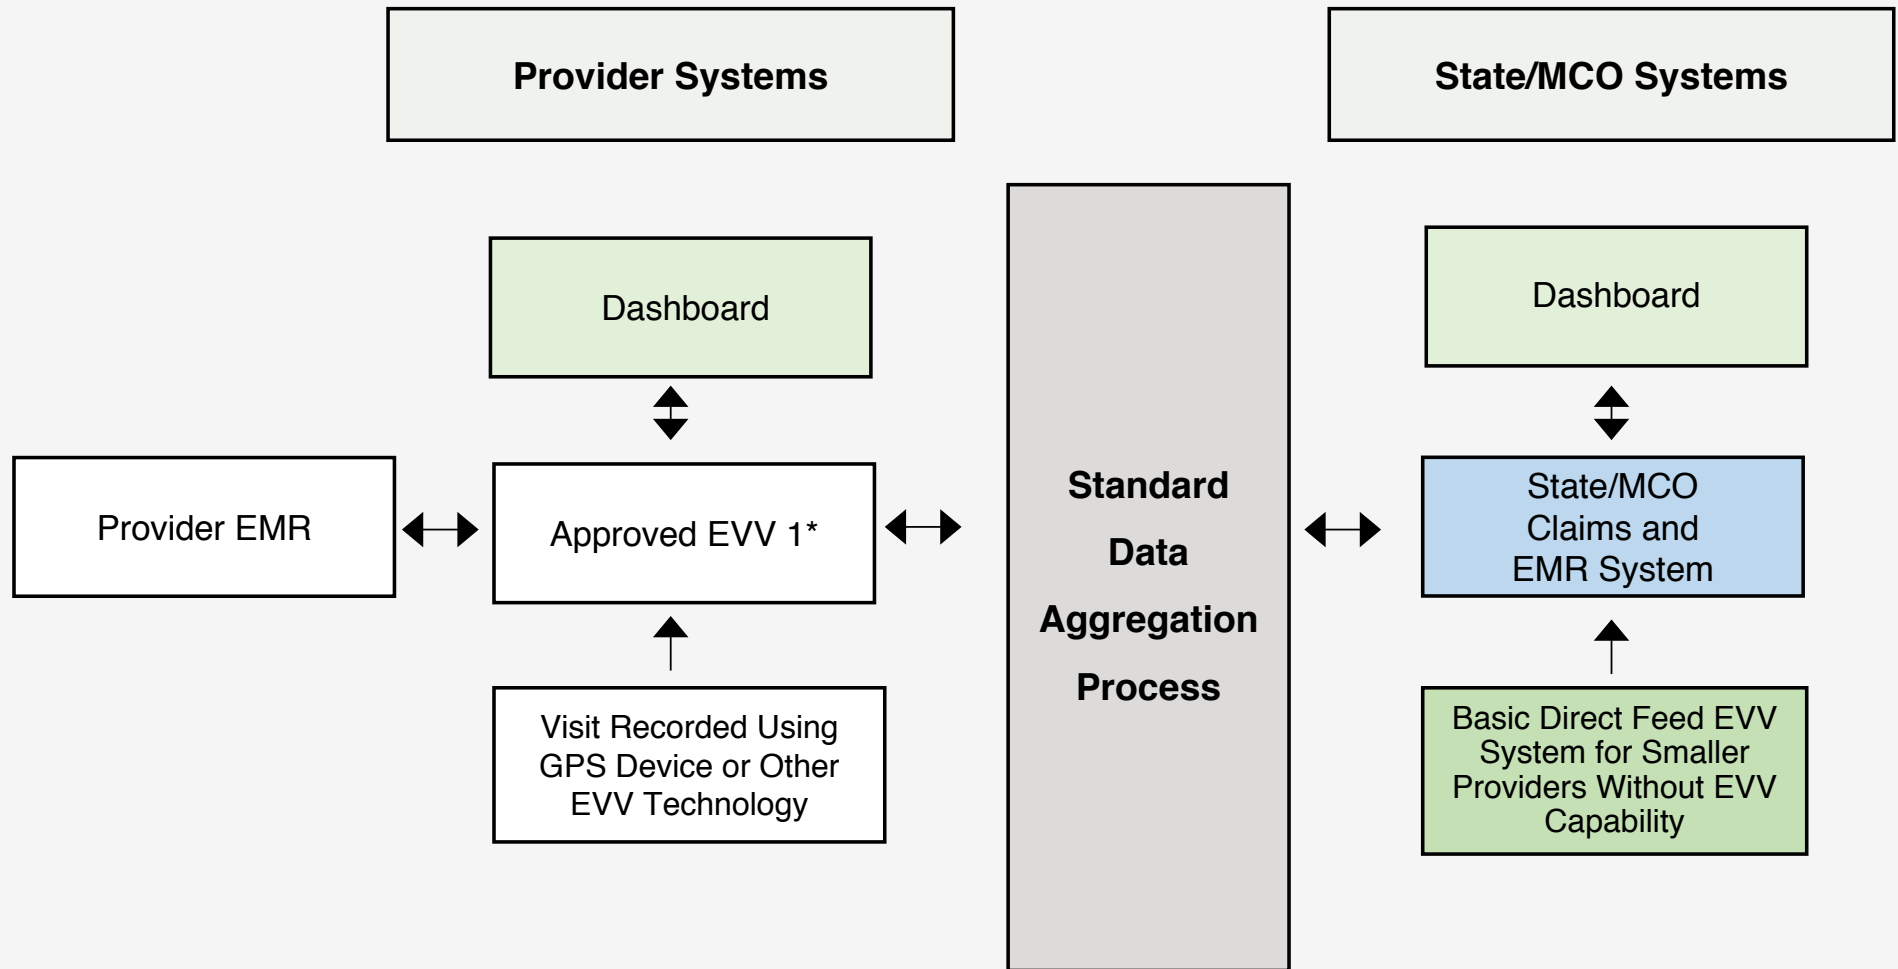 Provider Systems
State/MCO Systems
Dashboard
Dashboard
Provider EMR
Approved EVV 1*
Standard
Data
Aggregation
Process
State/MCO
Claims and
EMR System
Visit Recorded Using
GPS Device or Other
EVV Technology
Basic Direct Feed EVV
System for Smaller
Providers Without EVV
Capability